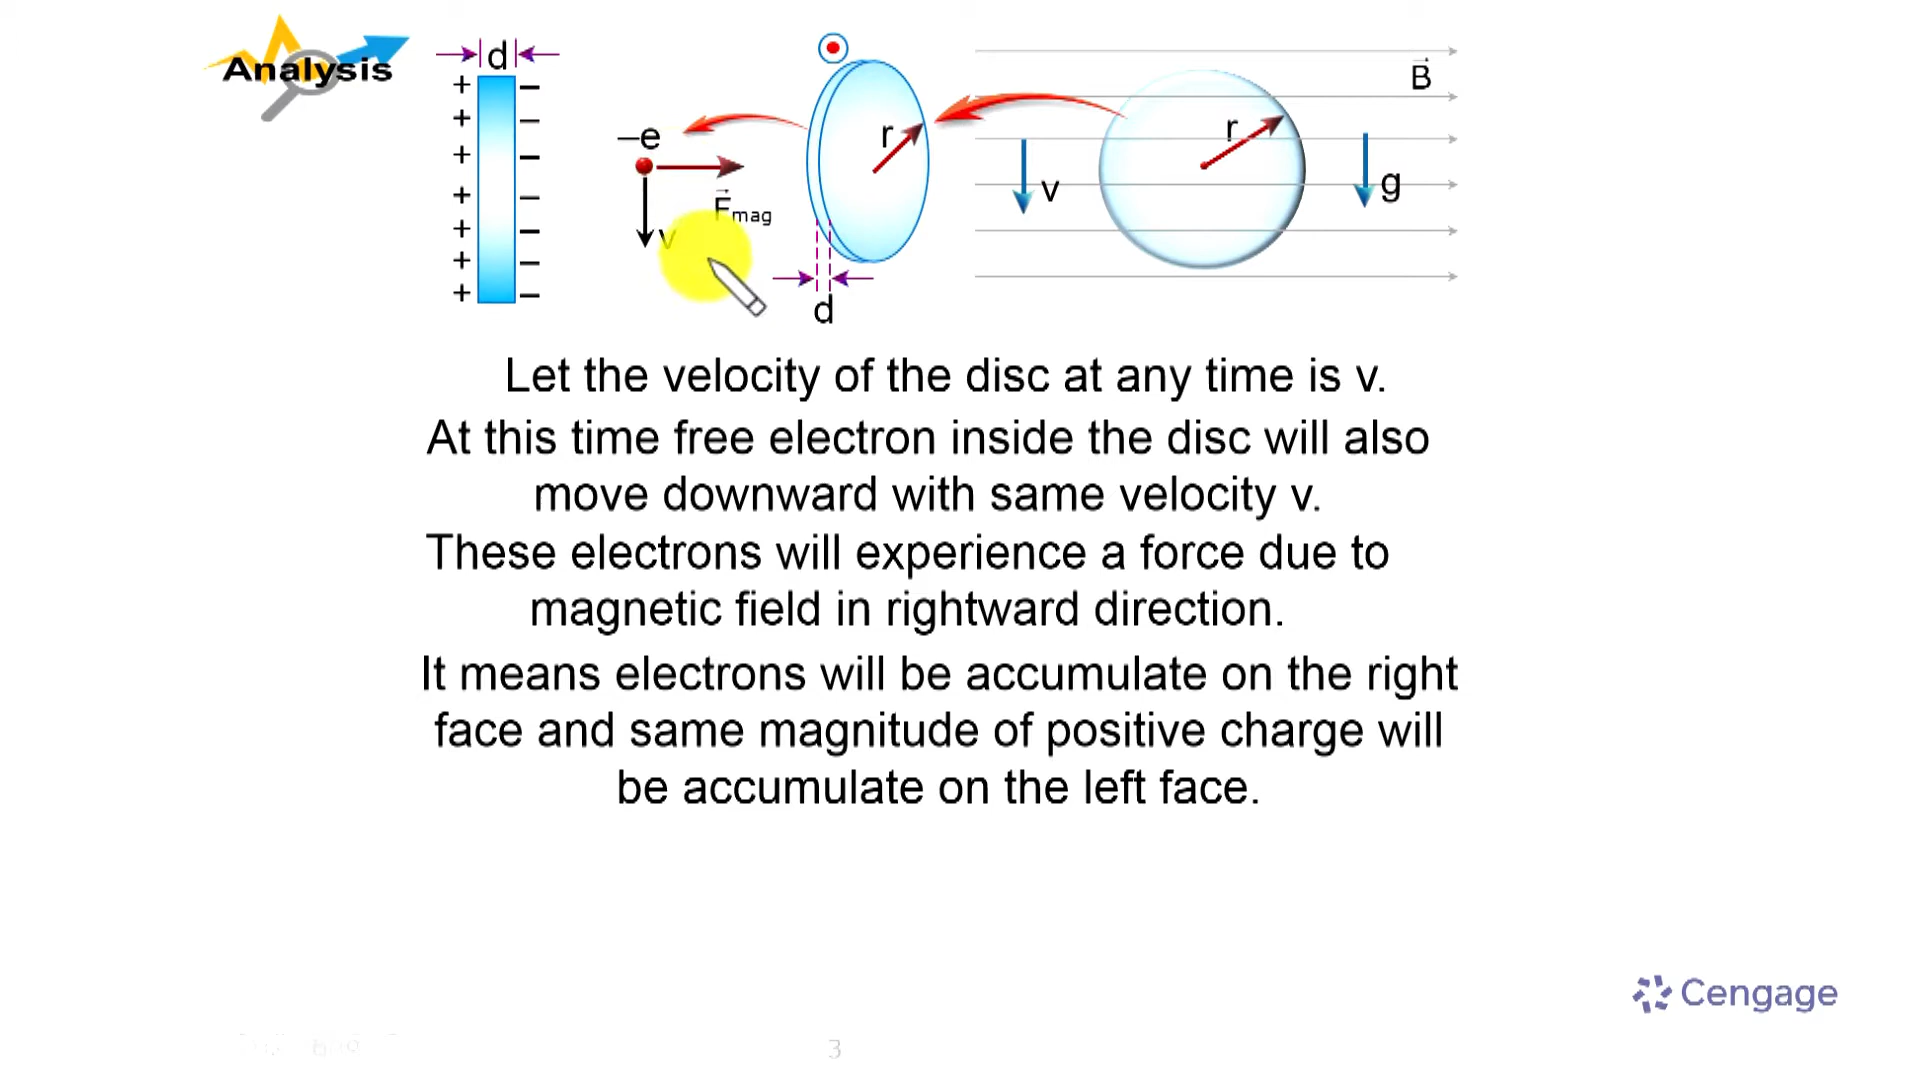 Analysis
d
+ −
+ −
+ −
+ −
+ −
+ −
+ −
–e
F⃗mag
v
r
d
v
r
B⃗
g
Let the velocity of the disc at any time is v.
At this time free electron inside the disc will also
move downward with same velocity v.
These electrons will experience a force due to
magnetic field in rightward direction.
It means electrons will be accumulate on the right
face and same magnitude of positive charge will
be accumulate on the left face.
Cengage
3